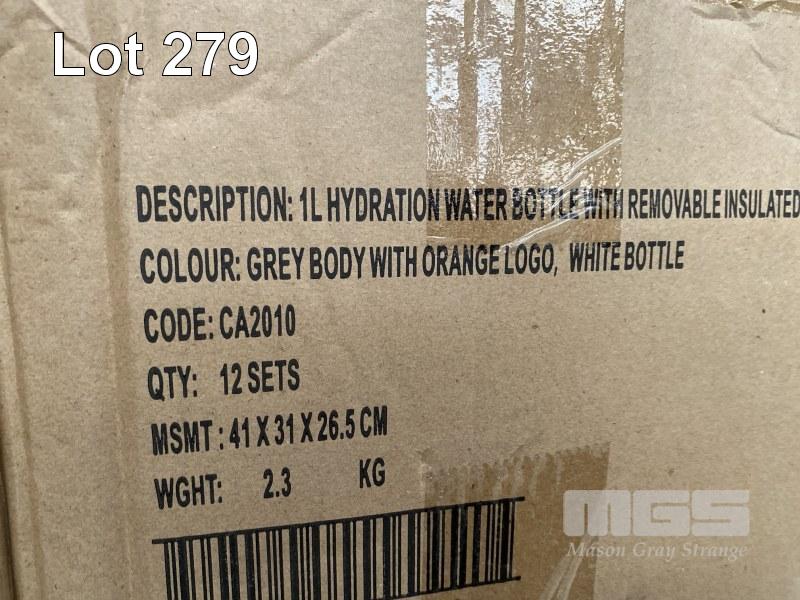 Lot 279
DESCRIPTION: 1L HYDRATION WATER BOTTLE WITH REMOVABLE INSULATED
COLOUR: GREY BODY WITH ORANGE LOGO, WHITE BOTTLE
CODE: CA2010
QTY: 12 SETS
MSMT : 41 X 31 X 26.5 CM
WGHT: 2.3 KG
MGS
Mason Gray Strange